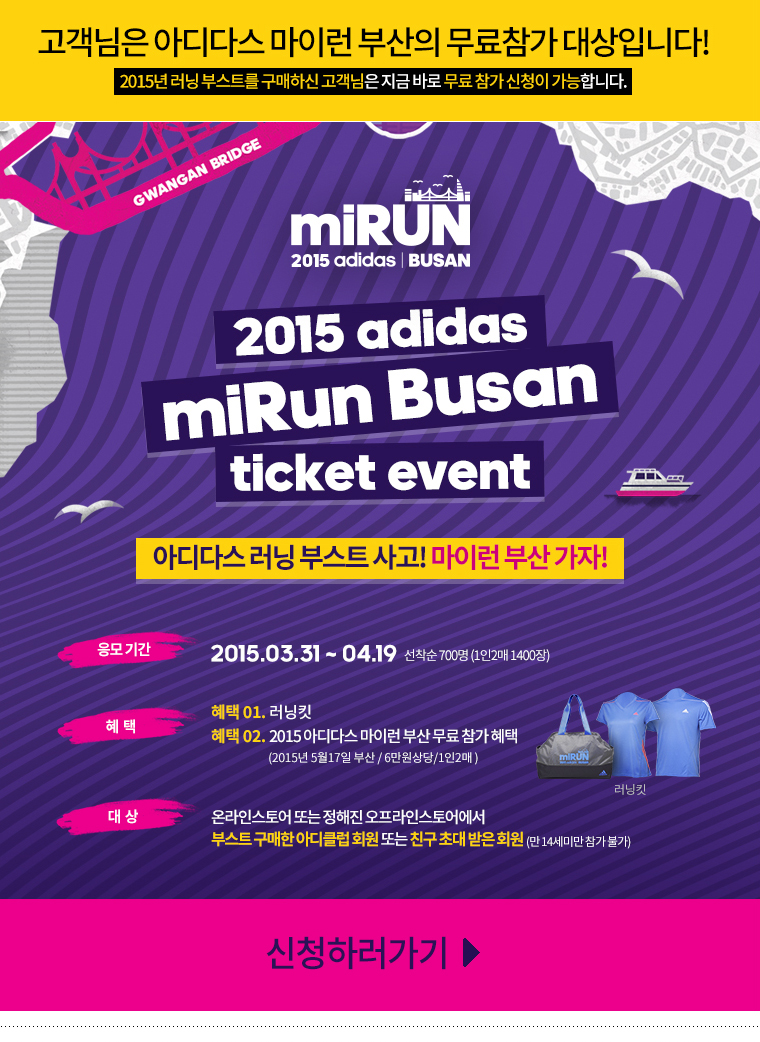 고객님은 아디다스 마이런 부산의 무료참가 대상입니다!
2015년 러닝 부스트를 구매하신 고객님은 지금 바로 무료 참가 신청이 가능합니다.
GWANGAN BRIDGE
miRUN
2015 adidas | BUSAN
2015 adidas
miRun Busan
ticket event
아디다스 러닝 부스트 사고! 마이런 부산 가자!
응모 기간
2015.03.31 ~ 04.19 선착순 700명 (1인2매 1400장)
혜 택
혜택 01. 러닝킷
혜택 02. 2015 아디다스 마이런 부산 무료 참가 혜택
(2015년 5월17일 부산 / 6만원상당/1인2매 )
miRUN
러닝킷
대 상
온라인스토어 또는 정해진 오프라인스토어에서
부스트 구매한 아디클럽 회원 또는 친구 초대 받은 회원 (만 14세미만 참가 불가)
신청하러가기